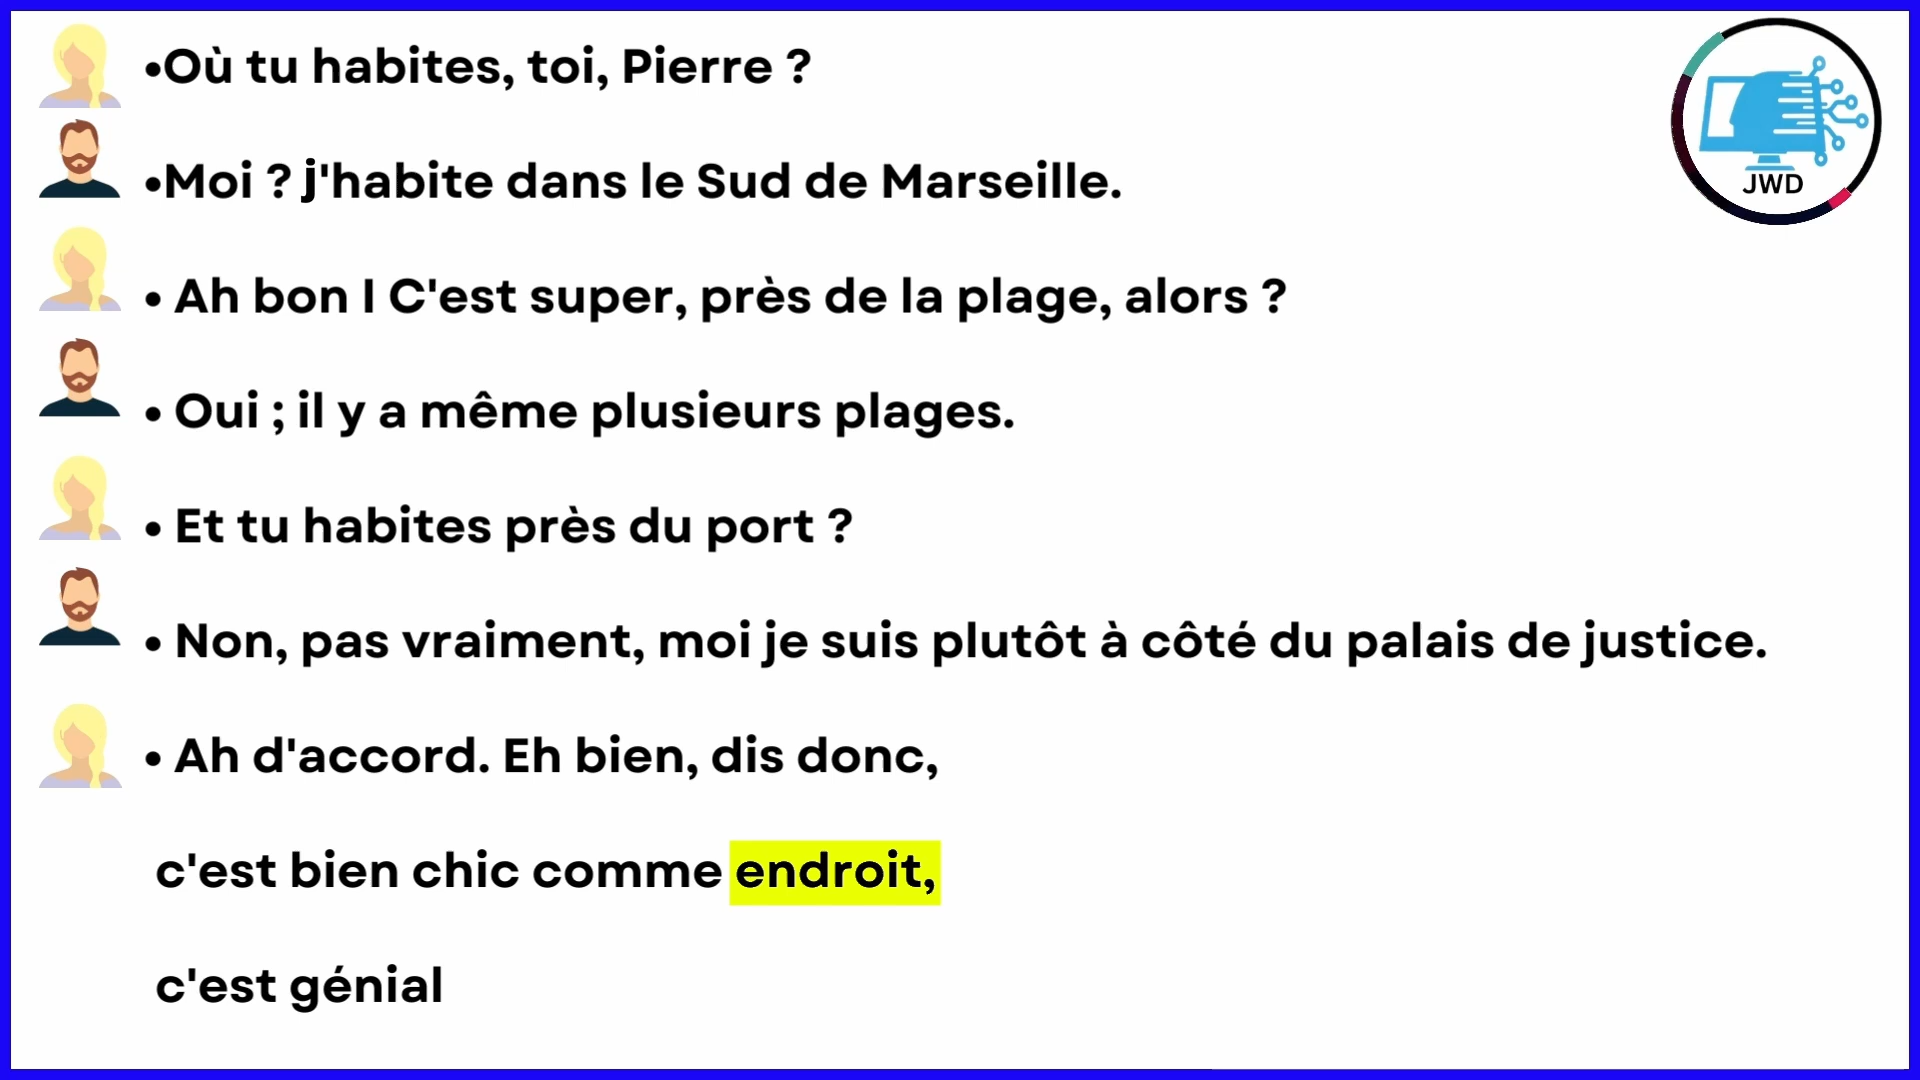 •Où tu habites, toi, Pierre ?
•Moi ? j'habite dans le Sud de Marseille.
• Ah bon I C'est super, près de la plage, alors ?
• Oui ; il y a même plusieurs plages.
• Et tu habites près du port ?
• Non, pas vraiment, moi je suis plutôt à côté du palais de justice.
• Ah d'accord. Eh bien, dis donc,
c'est bien chic comme endroit,
c'est génial
JWD